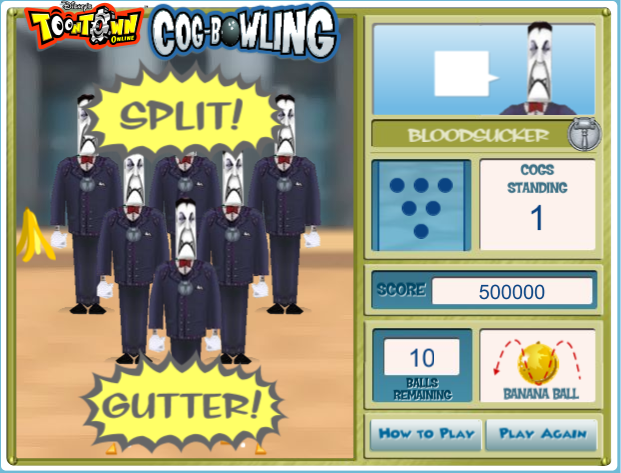 Disney's
TOONTOWN
ONLINE
COG-BOWLING
SPLIT!
GUTTER!
BLOODSUCKER
COGS
STANDING
1
SCORE 500000
10
BALLS
REMAINING
BANANA BALL
HOW TO PLAY
PLAY AGAIN